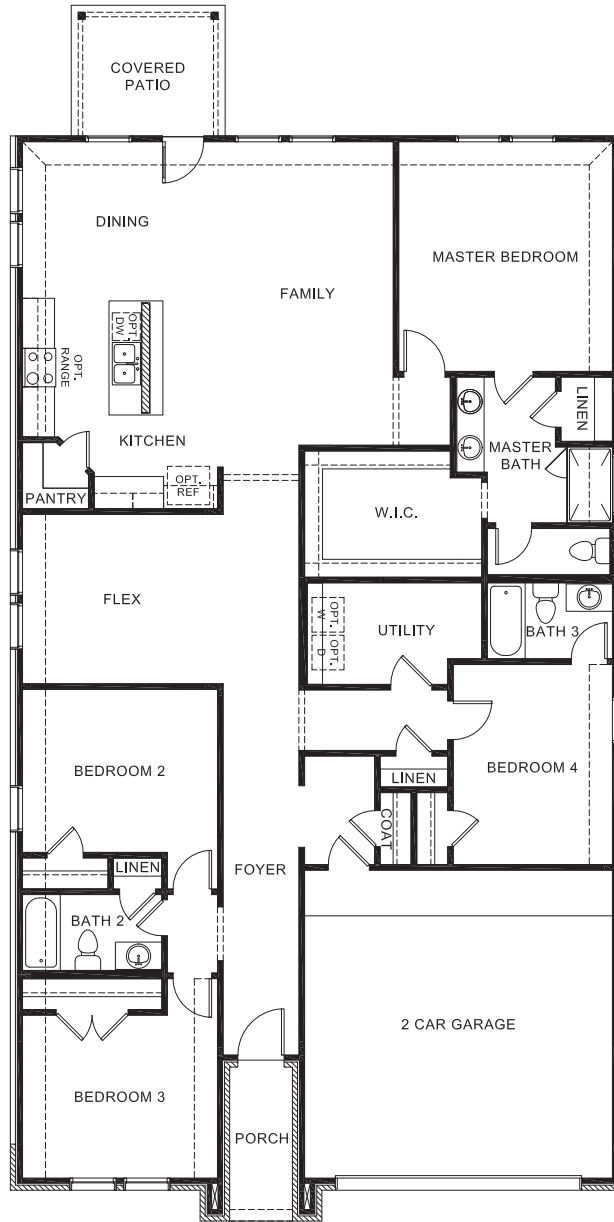 COVERED
PATIO
DINING
MASTER BEDROOM
FAMILY
OPT.
DW.
OPT.
RANGE
LINEN
KITCHEN
MASTER
BATH
OPT.
REF
PANTRY
W.I.C.
FLEX
OPT.
W
OPT.
D
UTILITY
BATH 3
BEDROOM 2
BEDROOM 4
LINEN
COAT
LINEN
FOYER
BATH 2
2 CAR GARAGE
BEDROOM 3
PORCH